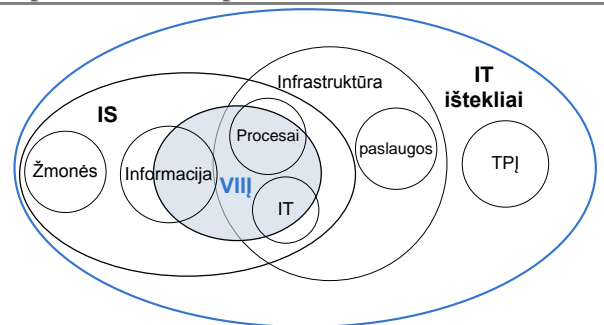 Infrastruktūra
IT
ištekliai
IS
Procesai
paslaugos
Žmonės
Informacija
TPĮ
VIIĮ
IT